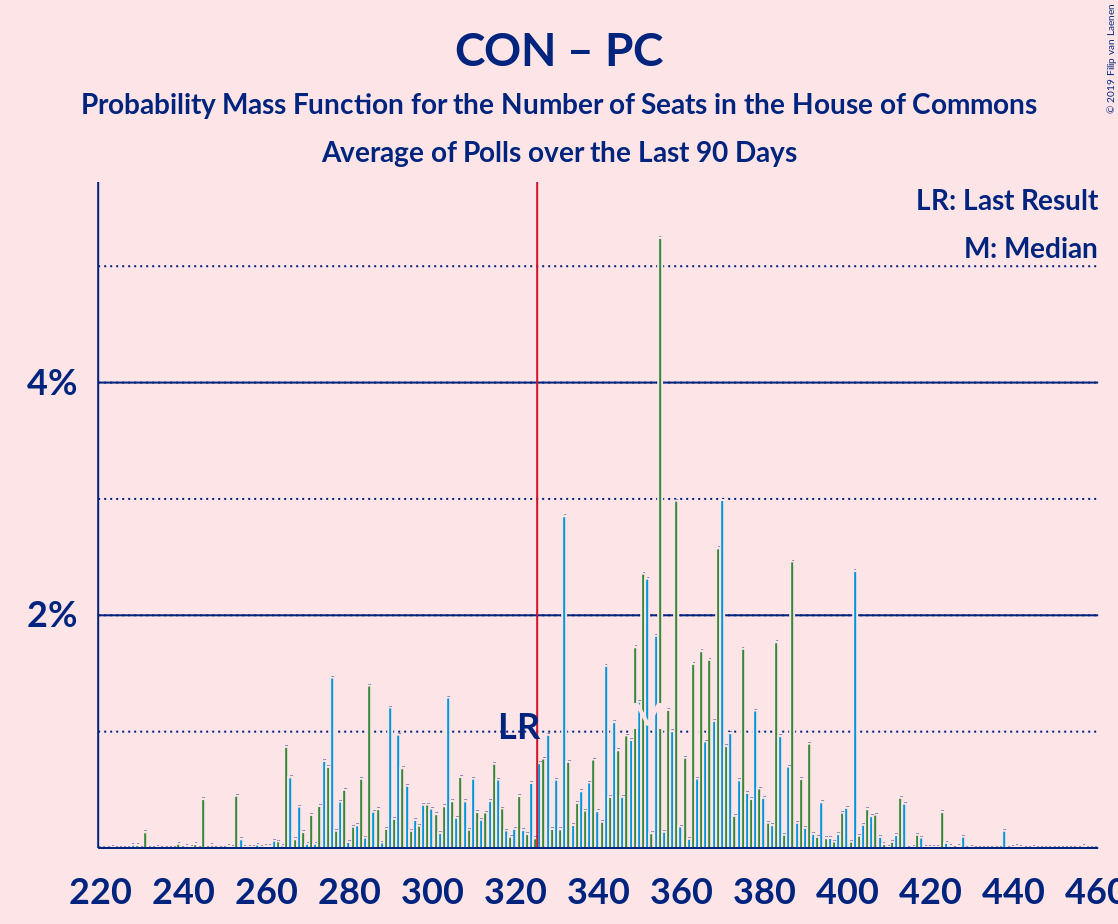 CON – PC
Probability Mass Function for the Number of Seats in the House of Commons
Average of Polls over the Last 90 Days
© 2019 Filip van Laenen
LR: Last Result
M: Median
4%
2%
LR
M
220 240 260 280 300 320 340 360 380 400 420 440 460